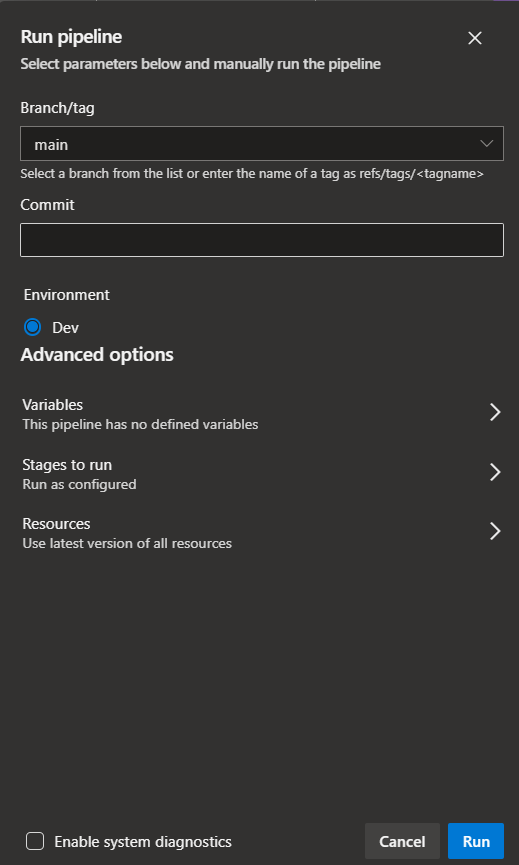 Run pipeline
Select parameters below and manually run the pipeline
Branch/tag
main
Select a branch from the list or enter the name of a tag as refs/tags/<tagname>
Commit
Environment
Dev
Advanced options
Variables
This pipeline has no defined variables
Stages to run
Run as configured
Resources
Use latest version of all resources
Enable system diagnostics
Cancel
Run